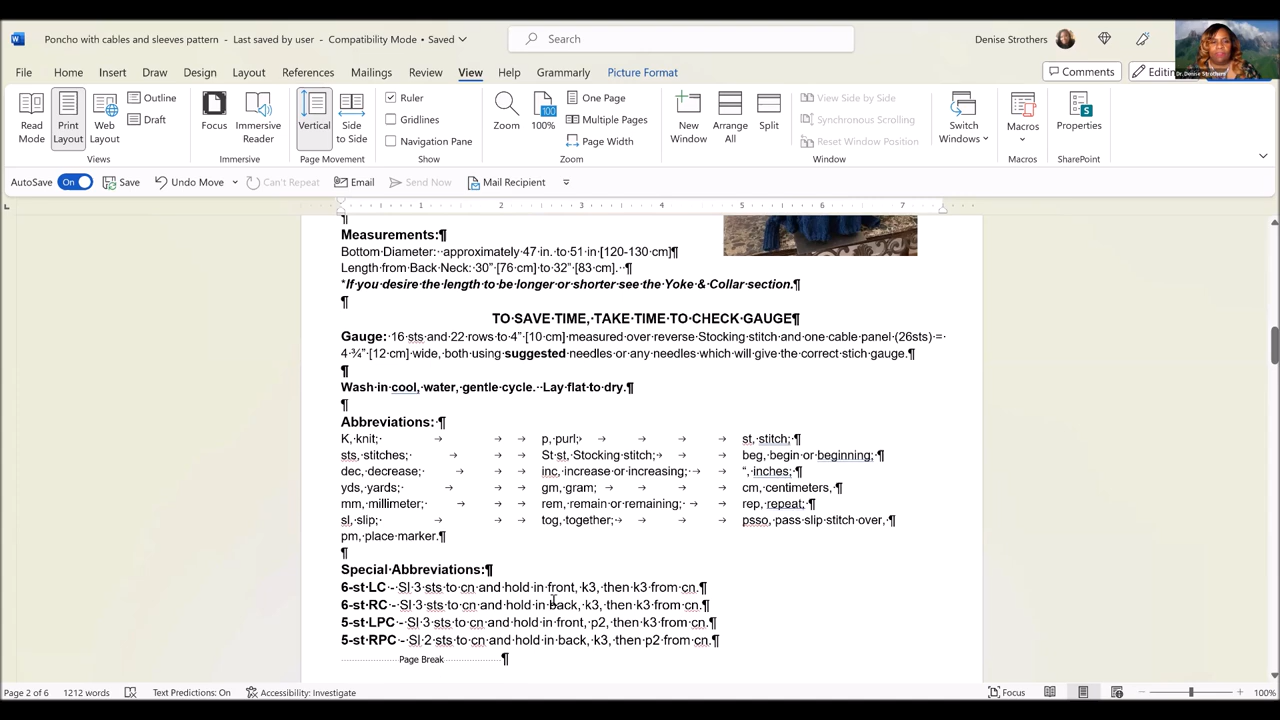 Poncho with cables and sleeves pattern - Last saved by user - Compatibility Mode • Saved
Search
Denise Strothers
Dr. Denise Strothers
File Home Insert Draw Design Layout References Mailings Review View Help Grammarly Picture Format
Comments
Editin
Read Mode
Print Layout
Web Layout
Outline
Draft
Views
Focus
Immersive Reader
Immersive
Vertical
Side to Side
Page Movement
Ruler
Gridlines
Navigation Pane
Show
Zoom
100
100%
One Page
Multiple Pages
Page Width
Zoom
New Window
Arrange All
Split
View Side by Side
Synchronous Scrolling
Reset Window Position
Window
Switch Windows
Macros
Macros
Properties
SharePoint
AutoSave On Save Undo Move Can't Repeat Email Send Now Mail Recipient
1 2 3 4 5 6 7
Measurements:¶
Bottom·Diameter:··approximately·47·in.·to·51·in·[120-130·cm]¶
Length·from·Back·Neck:·30”·[76·cm]·to·32”·[83·cm].··¶
*If·you·desire·the·length·to·be·longer·or·shorter·see·the·Yoke·&·Collar·section.¶
¶
TO·SAVE·TIME,·TAKE·TIME·TO·CHECK·GAUGE¶
Gauge:·16·sts·and·22·rows·to·4”·[10·cm]·measured·over·reverse·Stocking·stitch·and·one·cable·panel·(26sts)·=·
4·¾”·[12·cm]·wide,·both·using·suggested·needles·or·any·needles·which·will·give·the·correct·stich·gauge.¶
¶
Wash·in·cool,·water,·gentle·cycle.··Lay·flat·to·dry.¶
¶
Abbreviations:·¶
K,·knit;· → → → p,·purl; → → → → st,·stitch;·¶
sts,·stitches; → → → St·st,·Stocking·stitch; → → beg,·begin·or·beginning;·¶
dec,·decrease; → → → inc,·increase·or·increasing;· → → “,·inches;·¶
yds,·yards;· → → → gm,·gram; → → → → cm,·centimeters,·¶
mm,·millimeter; → → → rem,·remain·or·remaining;· → → rep,·repeat;·¶
sl,·slip;· → → → tog,·together; → → → → psso,·pass·slip·stitch·over,·¶
pm,·place·marker.¶
¶
Special·Abbreviations:¶
6-st·LC·-·Sl·3·sts·to·cn·and·hold·in·front,·k3,·then·k3·from·cn.¶
6-st·RC·-·Sl·3·sts·to·cn·and·hold·in·back,·k3,·then·k3·from·cn.¶
5-st·LPC·-·Sl·3·sts·to·cn·and·hold·in·front,·p2,·then·k3·from·cn.¶
5-st·RPC·-·Sl·2·sts·to·cn·and·hold·in·back,·k3,·then·p2·from·cn.¶
Page Break ¶
Page 2 of 6 1212 words Text Predictions: On Accessibility: Investigate Focus 100%